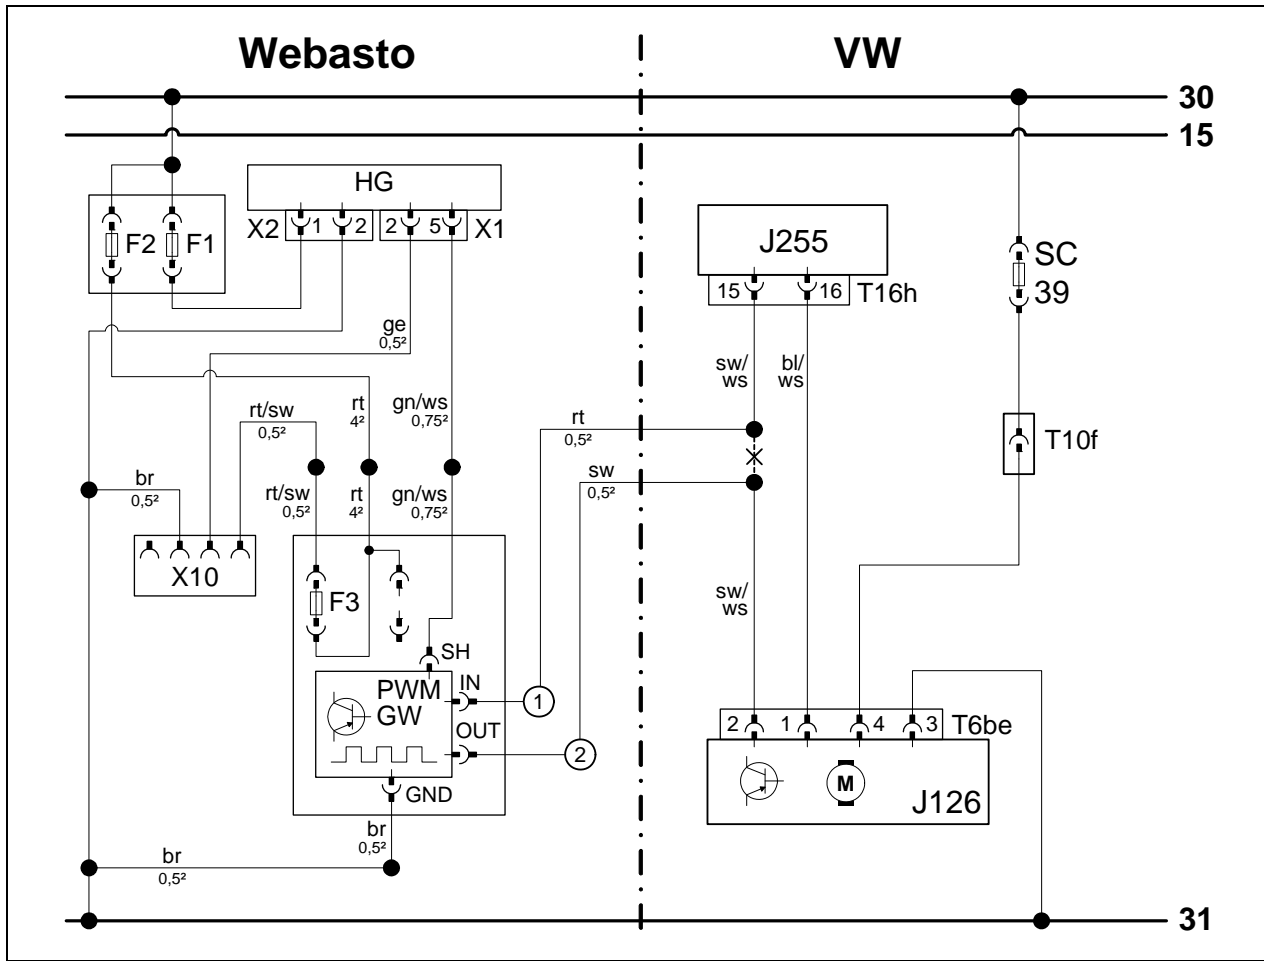 Webasto VW
30
15
HG
X2 1 2 2 5 X1
F2 F1
J255
15 16 T16h
SC
39
ge
0,5²
sw/
ws
bl/
ws
rt/sw
0,5²
rt
4²
gn/ws
0,75²
rt
0,5²
T10f
br
0,5²
rt/sw
0,5²
rt
4²
gn/ws
0,75²
sw
0,5²
X10
F3
sw/
ws
SH
PWM
GW
IN
1
OUT
2
GND
2 1 4 3 T6be
M
J126
br
0,5²
br
0,5²
31